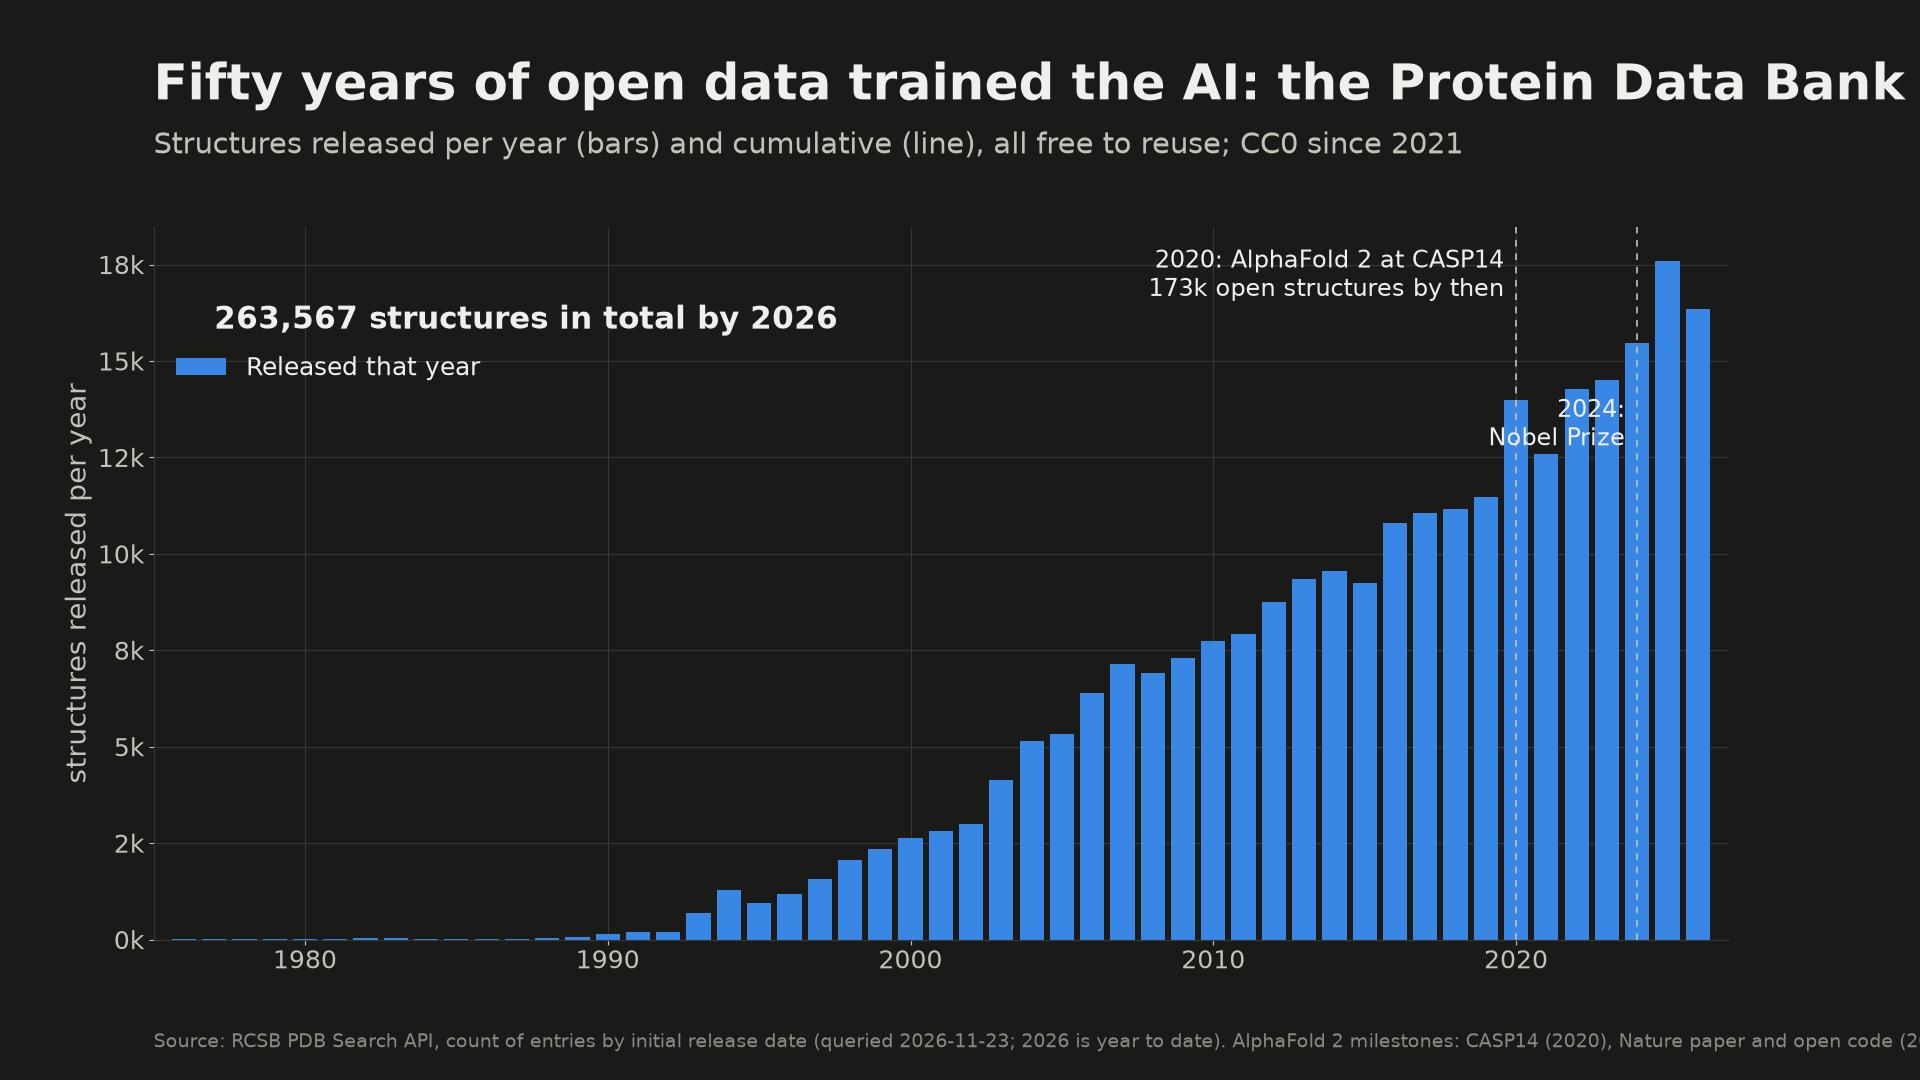 Fifty years of open data trained the AI: the Protein Data Bank
Structures released per year (bars) and cumulative (line), all free to reuse; CC0 since 2021
structures released per year
18k
15k
12k
10k
8k
5k
2k
0k
263,567 structures in total by 2026
Released that year
2020: AlphaFold 2 at CASP14
173k open structures by then
2024:
Nobel Prize
1980
1990
2000
2010
2020
Source: RCSB PDB Search API, count of entries by initial release date (queried 2026-11-23; 2026 is year to date). AlphaFold 2 milestones: CASP14 (2020), Nature paper and open code